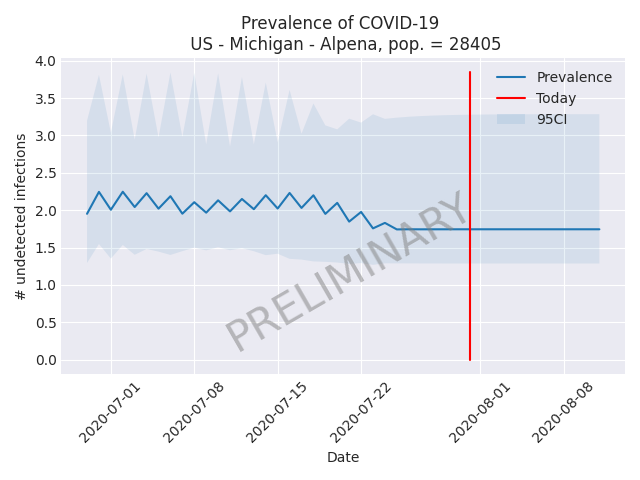 Prevalence of COVID-19
US - Michigan - Alpena, pop. = 28405
4.0
3.5
3.0
2.5
2.0
1.5
1.0
0.5
0.0
# undetected infections
Prevalence
Today
95CI
PRELIMINARY
2020-07-01
2020-07-08
2020-07-15
2020-07-22
2020-08-01
2020-08-08
Date